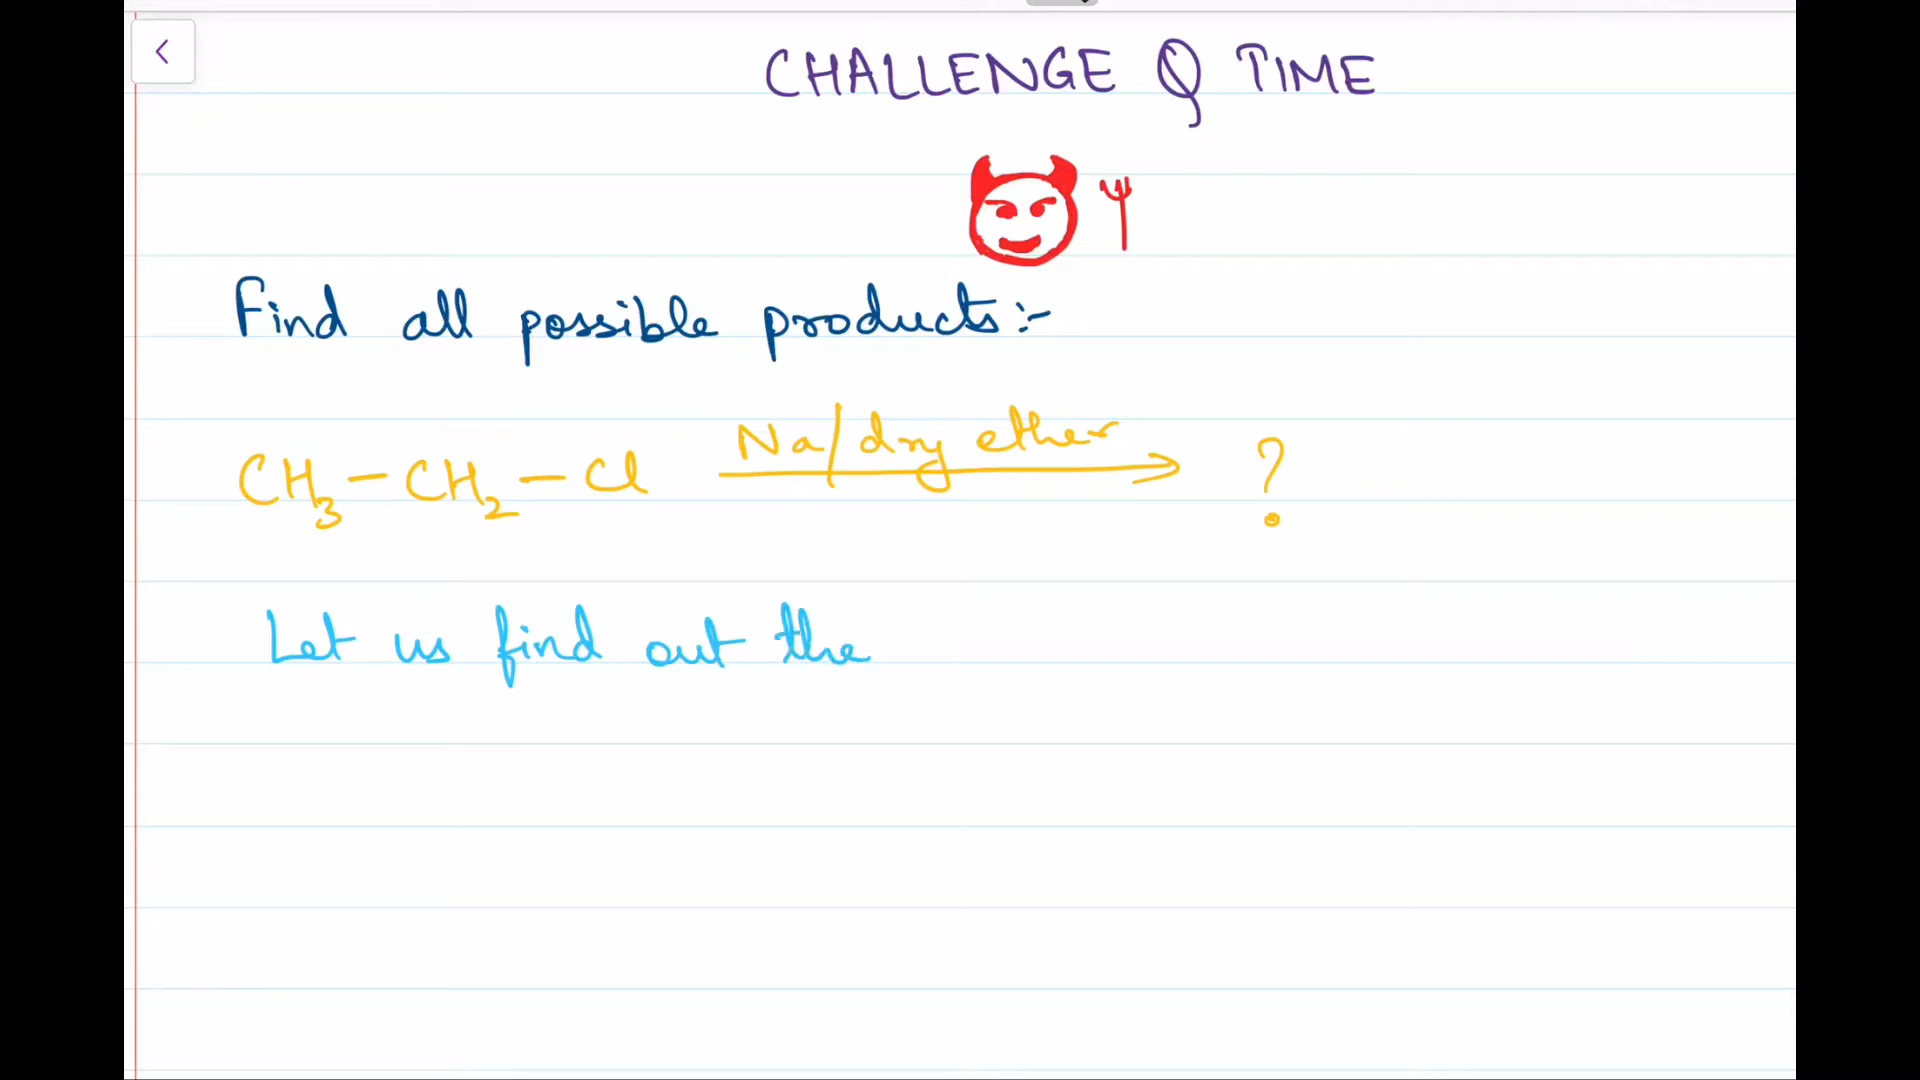 CHALLENGE Q TIME
Find all possible products:-
CH₃-CH₂-Cl Na/dry ether → ?
Let us find out the